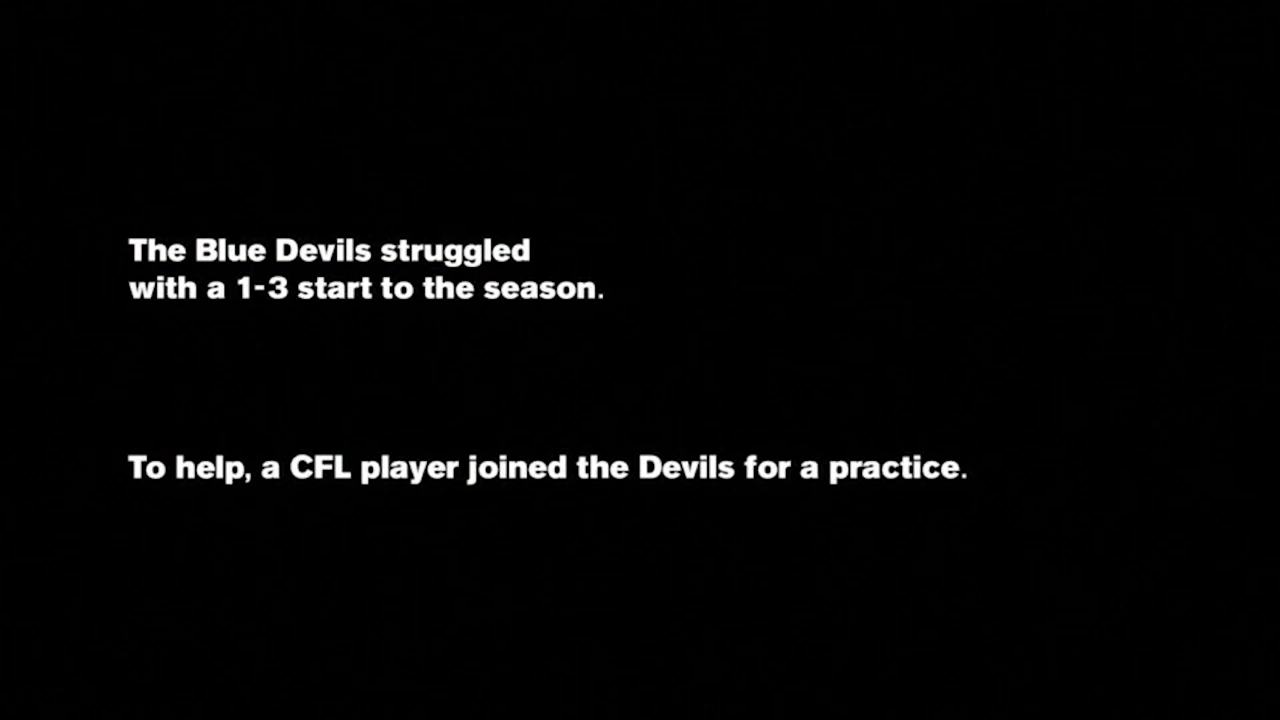 The Blue Devils struggled
with a 1-3 start to the season.
To help, a CFL player joined the Devils for a practice.